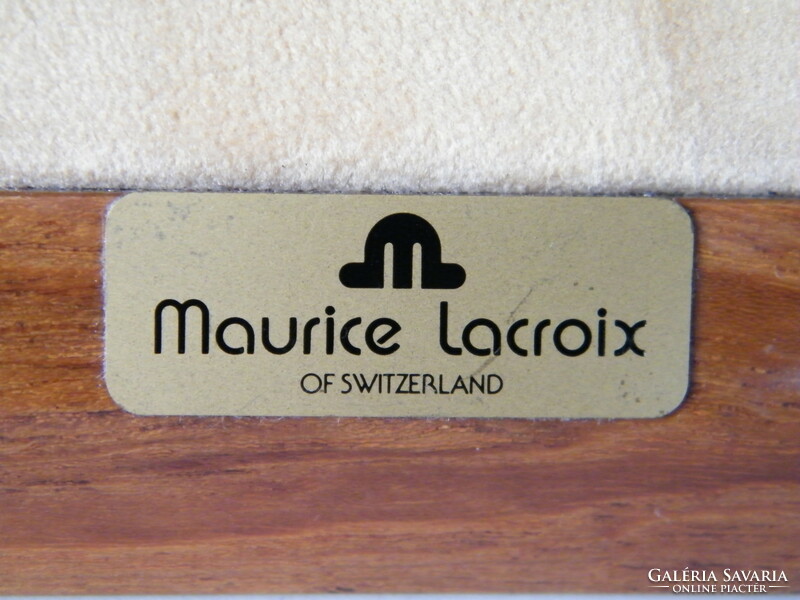 m
Maurice Lacroix
OF SWITZERLAND
GALÉRIA SAVARIA
ONLINE PIACTÉR